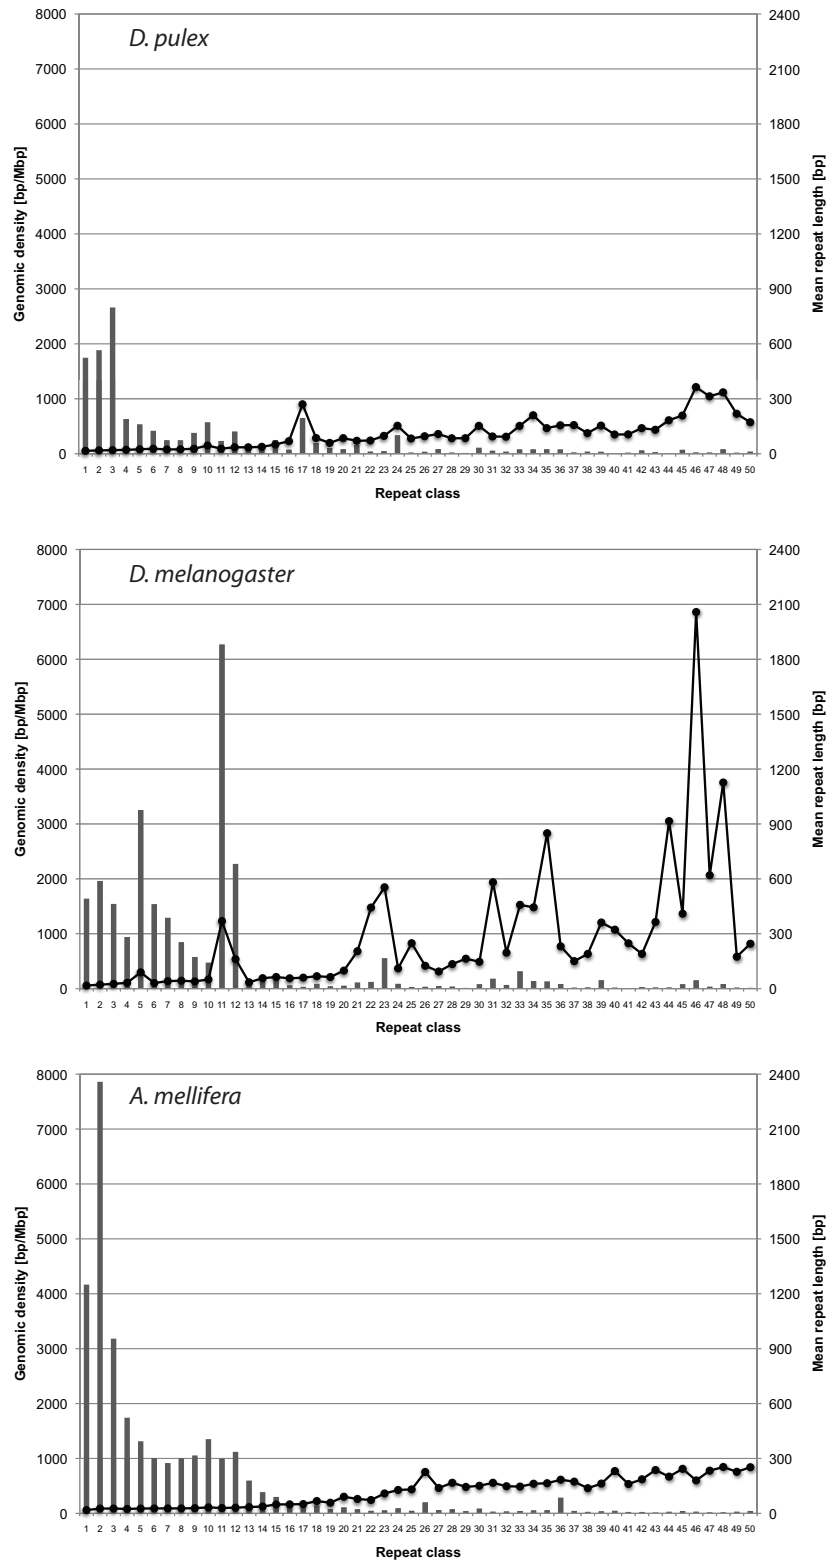 D. pulex
8000 2400
7000 2100
6000 1800
5000 1500
4000 1200
3000 900
2000 600
1000 300
0 0
Genomic density [bp/Mbp]
Mean repeat length [bp]
1 2 3 4 5 6 7 8 9 10 11 12 13 14 15 16 17 18 19 20 21 22 23 24 25 26 27 28 29 30 31 32 33 34 35 36 37 38 39 40 41 42 43 44 45 46 47 48 49 50
Repeat class
D. melanogaster
8000 2400
7000 2100
6000 1800
5000 1500
4000 1200
3000 900
2000 600
1000 300
0 0
Genomic density [bp/Mbp]
Mean repeat length [bp]
1 2 3 4 5 6 7 8 9 10 11 12 13 14 15 16 17 18 19 20 21 22 23 24 25 26 27 28 29 30 31 32 33 34 35 36 37 38 39 40 41 42 43 44 45 46 47 48 49 50
Repeat class
A. mellifera
8000 2400
7000 2100
6000 1800
5000 1500
4000 1200
3000 900
2000 600
1000 300
0 0
Genomic density [bp/Mbp]
Mean repeat length [bp]
1 2 3 4 5 6 7 8 9 10 11 12 13 14 15 16 17 18 19 20 21 22 23 24 25 26 27 28 29 30 31 32 33 34 35 36 37 38 39 40 41 42 43 44 45 46 47 48 49 50
Repeat class